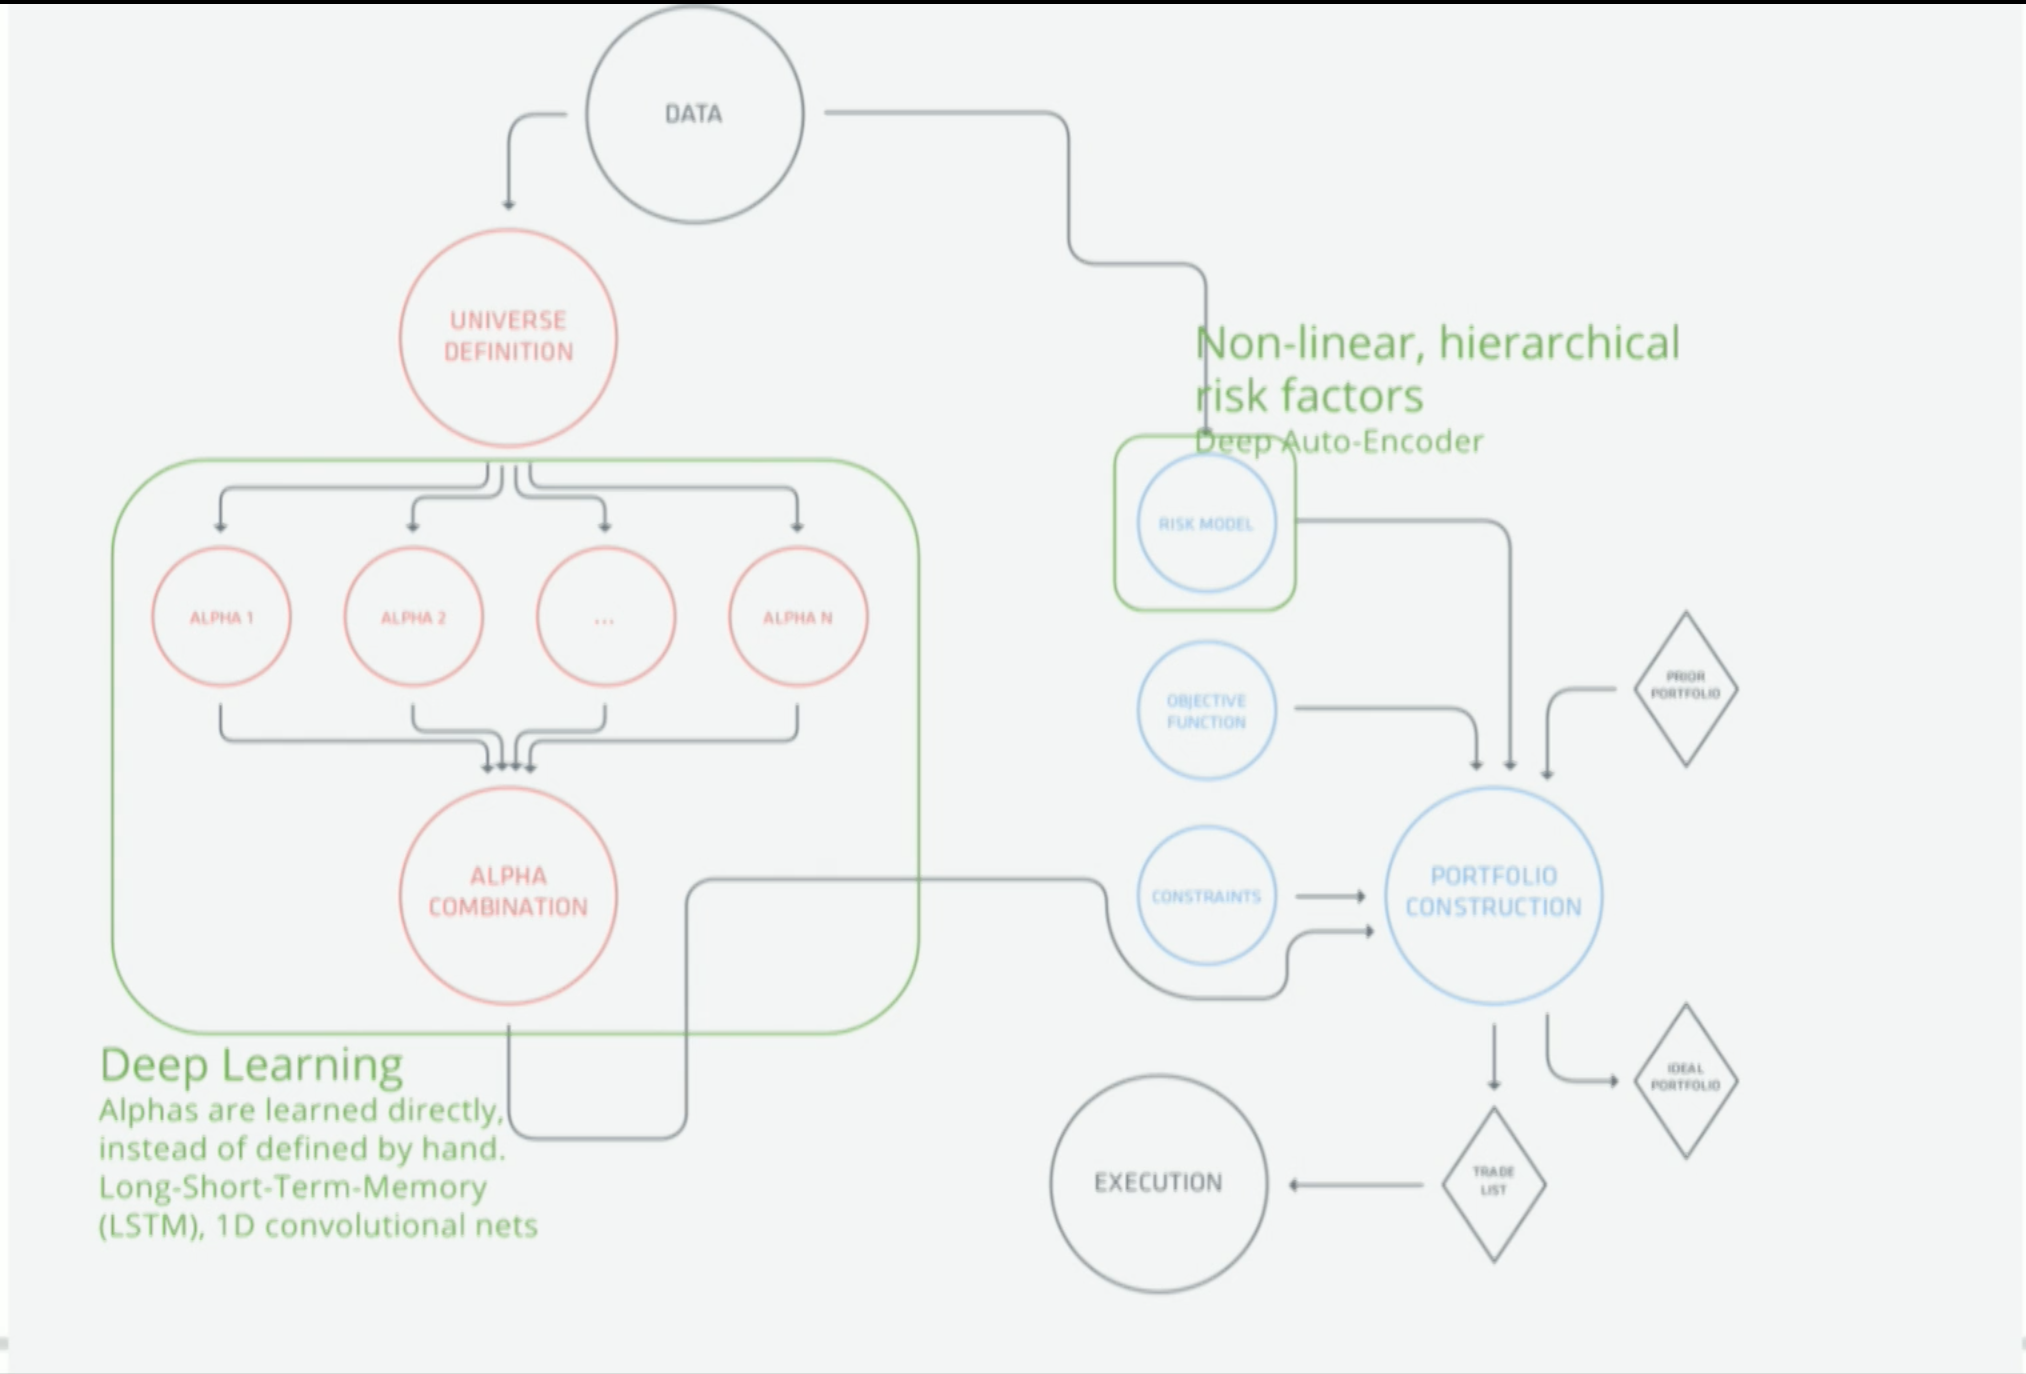 DATA
UNIVERSE
DEFINITION
Non-linear, hierarchical
risk factors
Deep Auto-Encoder
RISK MODEL
ALPHA 1
ALPHA 2
...
ALPHA N
OBJECTIVE
FUNCTION
PRIOR
PORTFOLIO
ALPHA
COMBINATION
CONSTRAINTS
PORTFOLIO
CONSTRUCTION
Deep Learning
Alphas are learned directly,
instead of defined by hand.
Long-Short-Term-Memory
(LSTM), 1D convolutional nets
IDEAL
PORTFOLIO
TRADE
LIST
EXECUTION